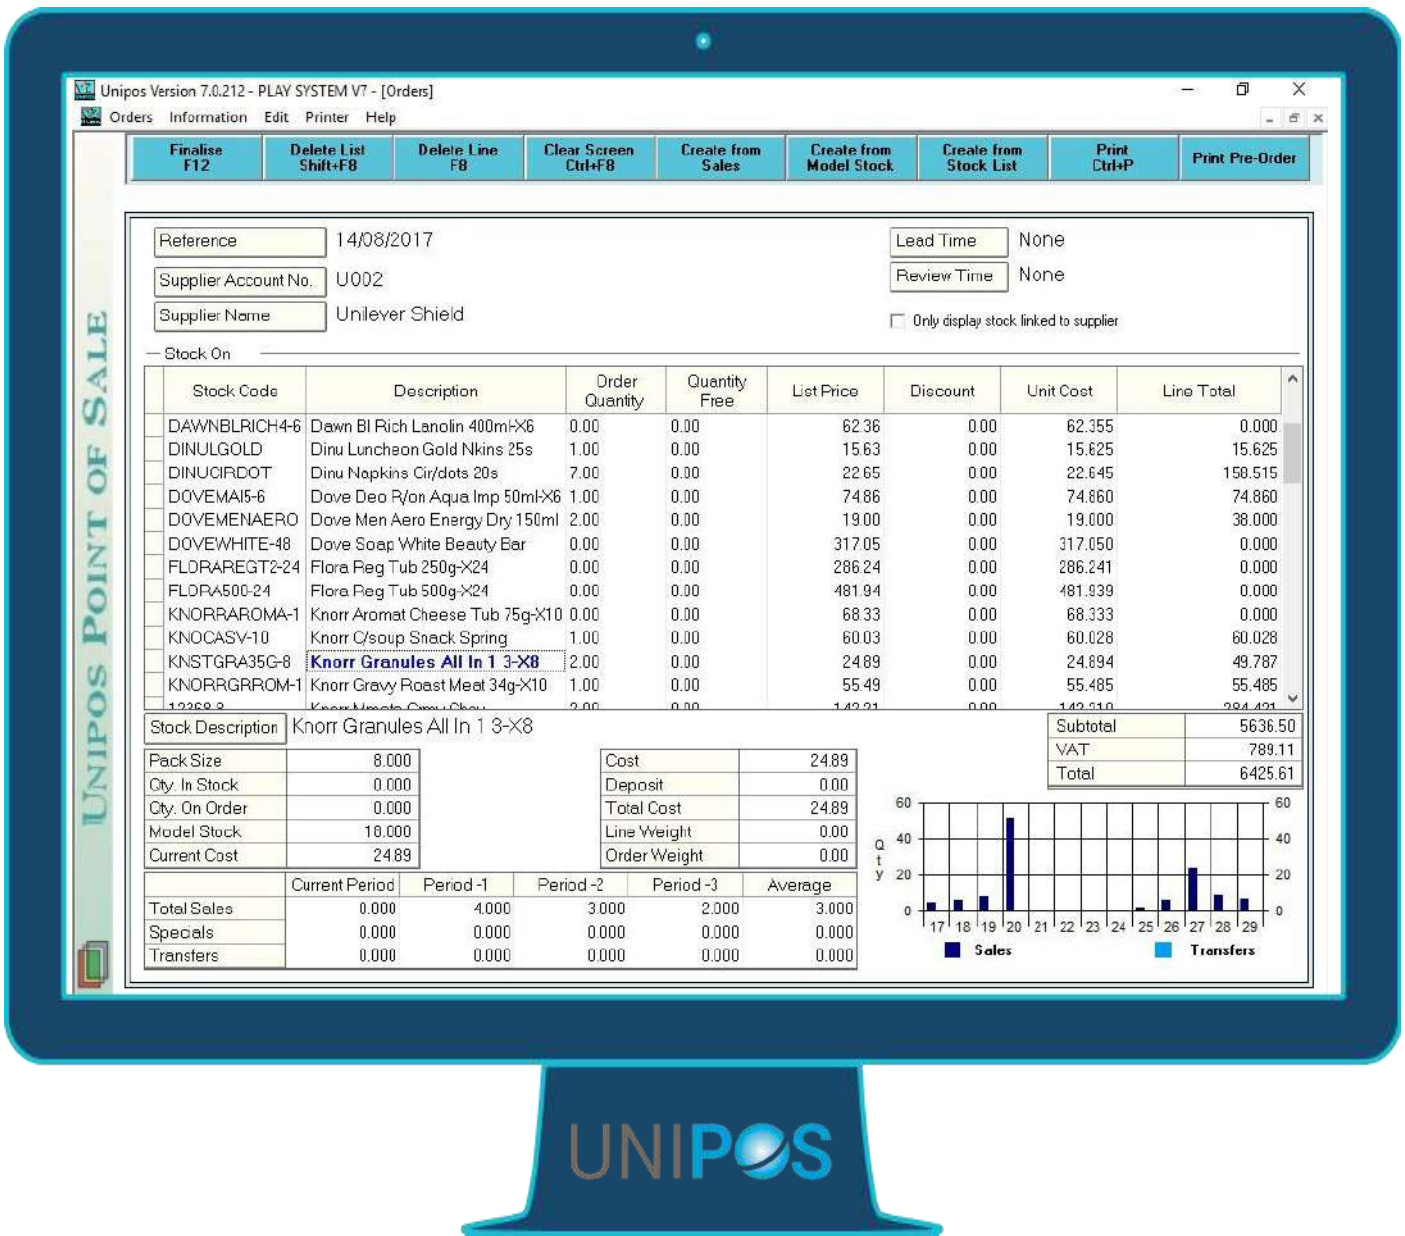 Unipos Version 7.0.212 - PLAY SYSTEM V7 - [Orders]
Orders Information Edit Printer Help
Finalise F12
Delete List Shift+F8
Delete Line F8
Clear Screen Ctrl+F8
Create from Sales
Create from Model Stock
Create from Stock List
Print Ctrl+P
Print Pre-Order
UNIPOS POINT OF SALE
Reference 14/08/2017 Lead Time None
Supplier Account No. U002 Review Time None
Supplier Name Unilever Shield Only display stock linked to supplier
Stock On
Stock Code Description Order Quantity Quantity Free List Price Discount Unit Cost Line Total
DAWNBLRICH4-6 Dawn Bl Rich Lanolin 400ml-X6 0.00 0.00 62.36 0.00 62.355 0.000
DINULGOLD Dinu Luncheon Gold Nkins 25s 1.00 0.00 15.63 0.00 15.625 15.625
DINUCIRDOT Dinu Napkins Cir/dots 20s 7.00 0.00 22.65 0.00 22.645 158.515
DOVEMAI5-6 Dove Deo R/on Aqua Imp 50ml-X6 1.00 0.00 74.86 0.00 74.860 74.860
DOVEMENAERO Dove Men Aero Energy Dry 150ml 2.00 0.00 19.00 0.00 19.000 38.000
DOVEWHITE-48 Dove Soap White Beauty Bar 0.00 0.00 317.05 0.00 317.050 0.000
FLORAREGT2-24 Flora Reg Tub 250g-X24 0.00 0.00 286.24 0.00 286.241 0.000
FLORA500-24 Flora Reg Tub 500g-X24 0.00 0.00 481.94 0.00 481.939 0.000
KNORRAROMA-1 Knorr Aromat Cheese Tub 75g-X10 0.00 0.00 68.33 0.00 68.333 0.000
KNOCASV-10 Knorr C/soup Snack Spring 1.00 0.00 60.03 0.00 60.028 60.028
KNSTGRA35G-8 Knorr Granules All In 1 3-X8 2.00 0.00 24.89 0.00 24.894 49.787
KNORRGRROM-1 Knorr Gravy Roast Meat 34g-X10 1.00 0.00 55.49 0.00 55.485 55.485
Stock Description Knorr Granules All In 1 3-X8
Subtotal 5636.50
VAT 789.11
Total 6425.61
Pack Size 8.000 Cost 24.89
Qty. In Stock 0.000 Deposit 0.00
Qty. On Order 0.000 Total Cost 24.89
Model Stock 18.000 Line Weight 0.00
Current Cost 24.89 Order Weight 0.00
Current Period Period -1 Period -2 Period -3 Average
Total Sales 0.000 4.000 3.000 2.000 3.000
Specials 0.000 0.000 0.000 0.000 0.000
Transfers 0.000 0.000 0.000 0.000 0.000
60 60
40 40
Qty
20 20
0 0
17 18 19 20 21 22 23 24 25 26 27 28 29
Sales Transfers
UNIPOS